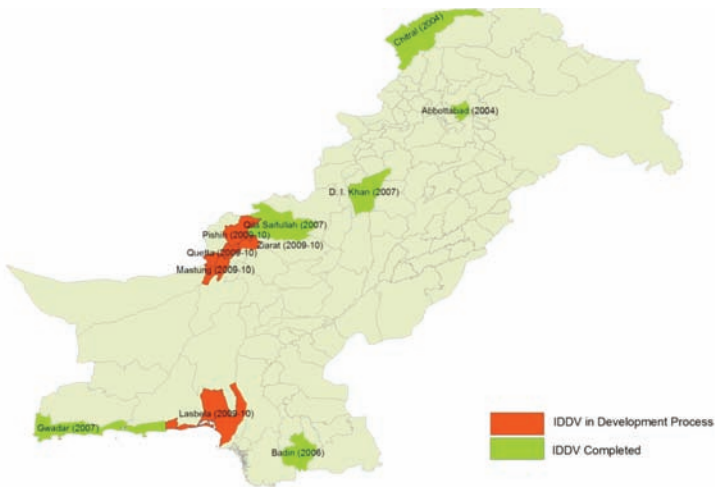 Chitral (2004)
Abbottabad (2004)
D. I. Khan (2007)
Qila Saifullah (2007)
Pishin (2009-10)
Ziarat (2009-10)
Quetta (2009-10)
Mastung (2009-10)
Lasbela (2009-10)
Gwadar (2007)
Badin (2006)
IDDV in Development Process
IDDV Completed